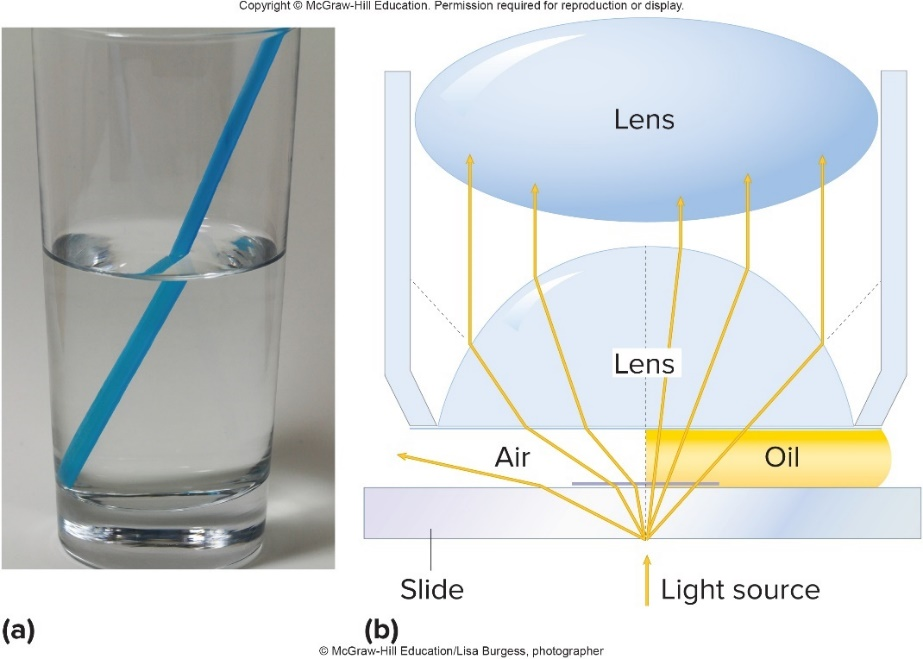 Copyright © McGraw-Hill Education. Permission required for reproduction or display.
Lens
Lens
Air
Oil
Slide
Light source
(a)
(b)
© McGraw-Hill Education/Lisa Burgess, photographer